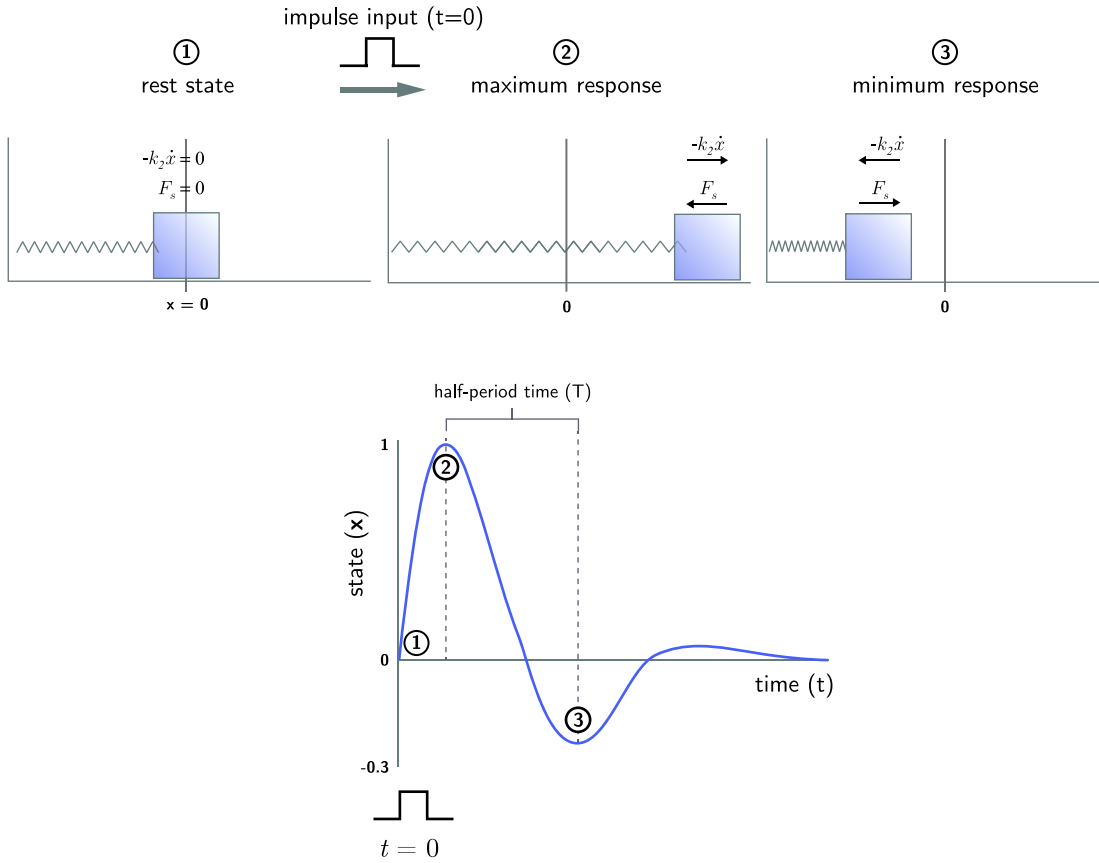 impulse input (t=0)
① ② ③
rest state maximum response minimum response
-k₂ẋ = 0 -k₂ẋ -k₂ẋ
Fₛ = 0 Fₛ Fₛ
x = 0 0 0
half-period time (T)
1
②
state (x)
①
0
time (t)
③
-0.3
t = 0